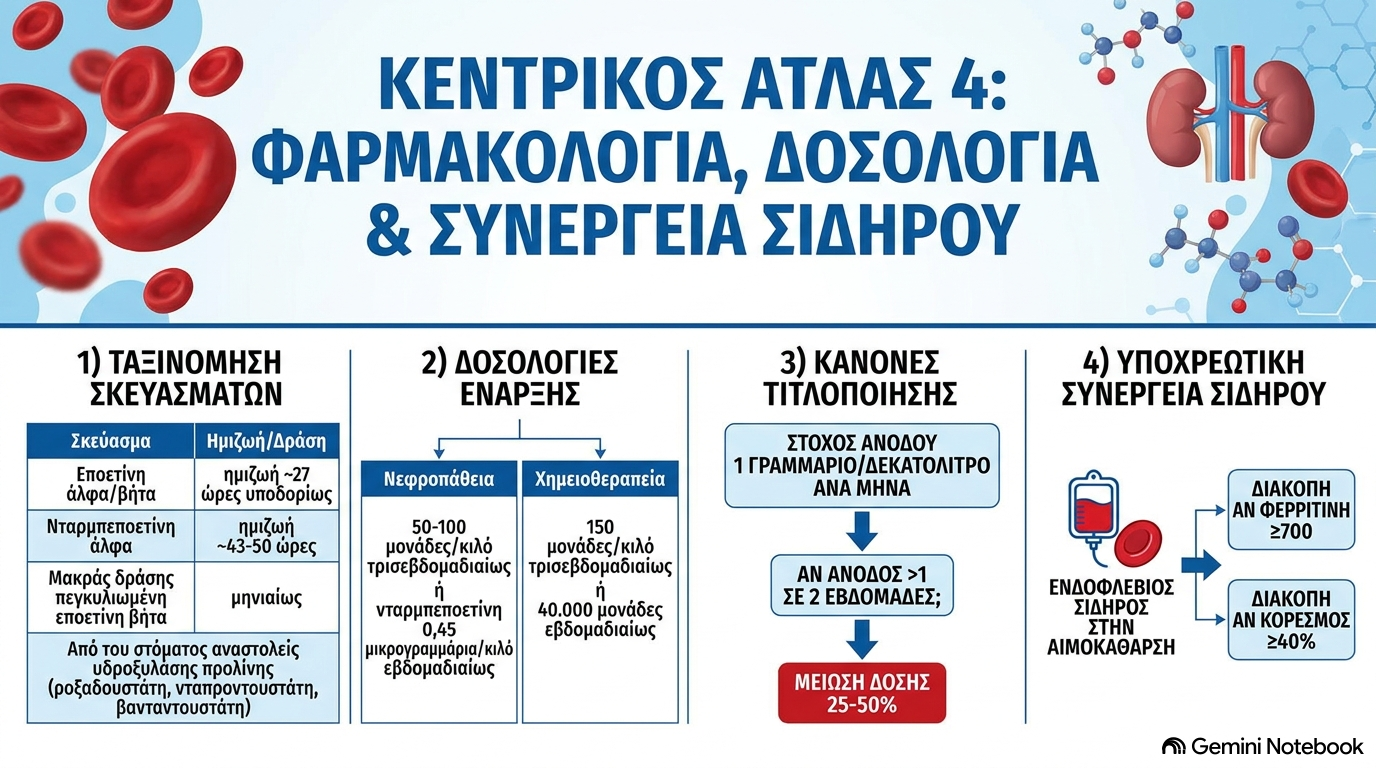 ΚΕΝΤΡΙΚΟΣ ΑΤΛΑΣ 4:
ΦΑΡΜΑΚΟΛΟΓΙΑ, ΔΟΣΟΛΟΓΙΑ
& ΣΥΝΕΡΓΕΙΑ ΣΙΔΗΡΟΥ
1) ΤΑΞΙΝΟΜΗΣΗ
ΣΚΕΥΑΣΜΑΤΩΝ
Σκεύασμα
Ημιζωή/Δράση
Εποετίνη
άλφα/βήτα
ημιζωή ~27
ώρες υποδορίως
Νταρμπεποετίνη
άλφα
ημιζωή
~43-50 ώρες
Μακράς δράσης
πεγκυλιωμένη
εποετίνη βήτα
μηνιαίως
Από του στόματος αναστολείς
υδροξυλάσης προλίνης
(ροξαδουστάτη, νταπροντουστάτη,
βανταντουστάτη)
2) ΔΟΣΟΛΟΓΙΕΣ
ΕΝΑΡΞΗΣ
Νεφροπάθεια
50-100
μονάδες/κιλό
τρισεβδομαδιαίως
ή
νταρμπεποετίνη
0,45
μικρογραμμάρια/κιλό
εβδομαδιαίως
Χημειοθεραπεία
150
μονάδες/κιλό
τρισεβδομαδιαίως
ή
40.000 μονάδες
εβδομαδιαίως
3) ΚΑΝΟΝΕΣ
ΤΙΤΛΟΠΟΙΗΣΗΣ
ΣΤΟΧΟΣ ΑΝΟΔΟΥ
1 ΓΡΑΜΜΑΡΙΟ/ΔΕΚΑΤΟΛΙΤΡΟ
ΑΝΑ ΜΗΝΑ
ΑΝ ΑΝΟΔΟΣ >1
ΣΕ 2 ΕΒΔΟΜΑΔΕΣ;
ΜΕΙΩΣΗ ΔΟΣΗΣ
25-50%
4) ΥΠΟΧΡΕΩΤΙΚΗ
ΣΥΝΕΡΓΕΙΑ ΣΙΔΗΡΟΥ
ΕΝΔΟΦΛΕΒΙΟΣ
ΣΙΔΗΡΟΣ
ΣΤΗΝ
ΑΙΜΟΚΑΘΑΡΣΗ
ΔΙΑΚΟΠΗ
ΑΝ ΦΕΡΡΙΤΙΝΗ
≥700
ΔΙΑΚΟΠΗ
ΑΝ ΚΟΡΕΣΜΟΣ
≥40%
Gemini Notebook